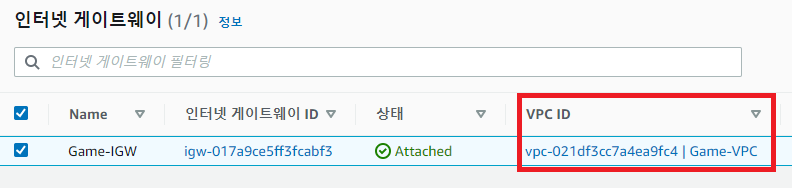 인터넷 게이트웨이 (1/1) 정보
인터넷 게이트웨이 필터링
Name 인터넷 게이트웨이 ID 상태 VPC ID
Game-IGW igw-017a9ce5ff3fcabf3 Attached vpc-021df3cc7a4ea9fc4 | Game-VPC